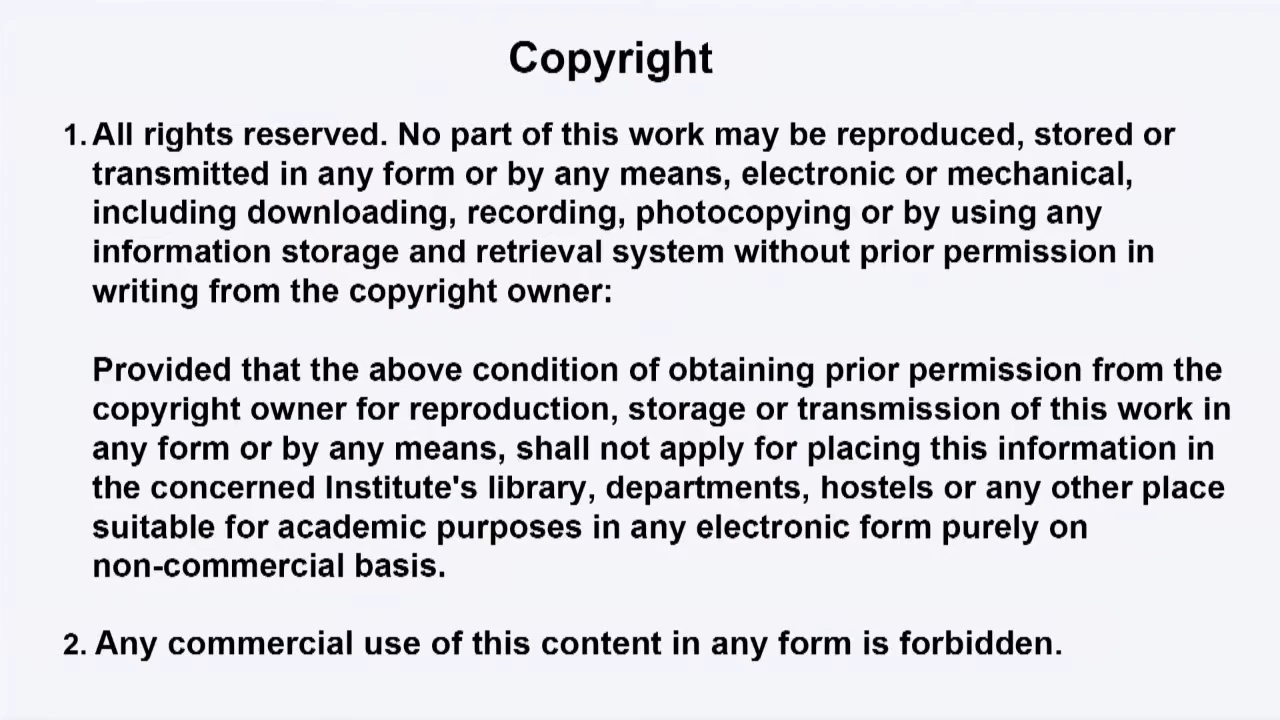 Copyright
1. All rights reserved. No part of this work may be reproduced, stored or
transmitted in any form or by any means, electronic or mechanical,
including downloading, recording, photocopying or by using any
information storage and retrieval system without prior permission in
writing from the copyright owner:
Provided that the above condition of obtaining prior permission from the
copyright owner for reproduction, storage or transmission of this work in
any form or by any means, shall not apply for placing this information in
the concerned Institute's library, departments, hostels or any other place
suitable for academic purposes in any electronic form purely on
non-commercial basis.
2. Any commercial use of this content in any form is forbidden.